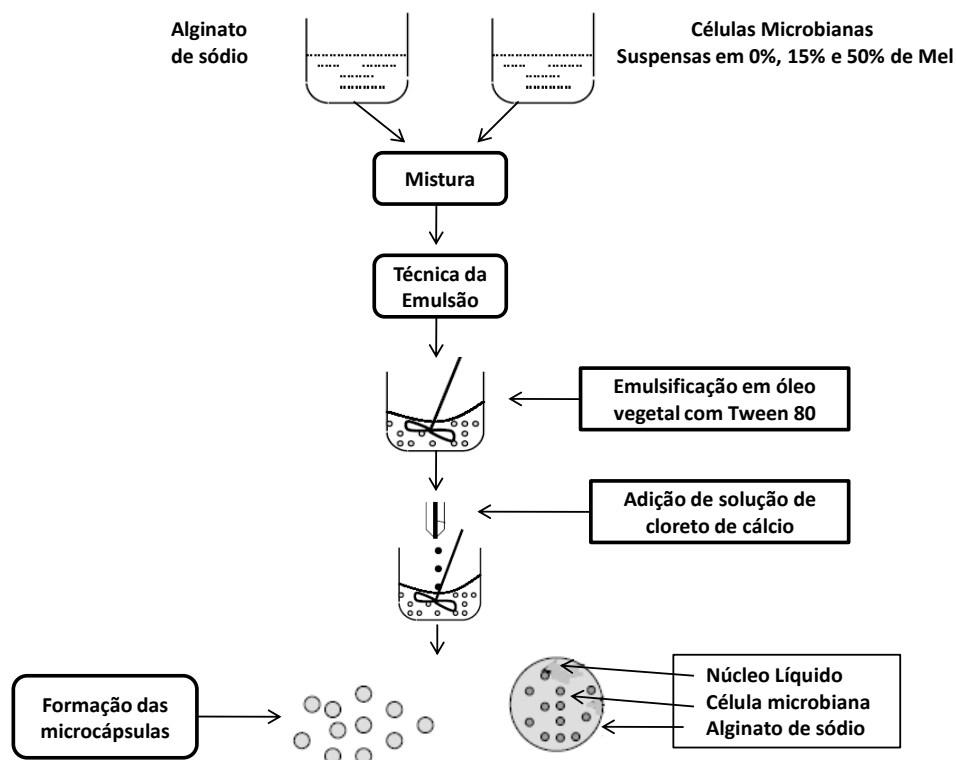 Alginato
de sódio
Células Microbianas
Suspensas em 0%, 15% e 50% de Mel
Mistura
Técnica da
Emulsão
Emulsificação em óleo
vegetal com Tween 80
Adição de solução de
cloreto de cálcio
Formação das
microcápsulas
Núcleo Líquido
Célula microbiana
Alginato de sódio